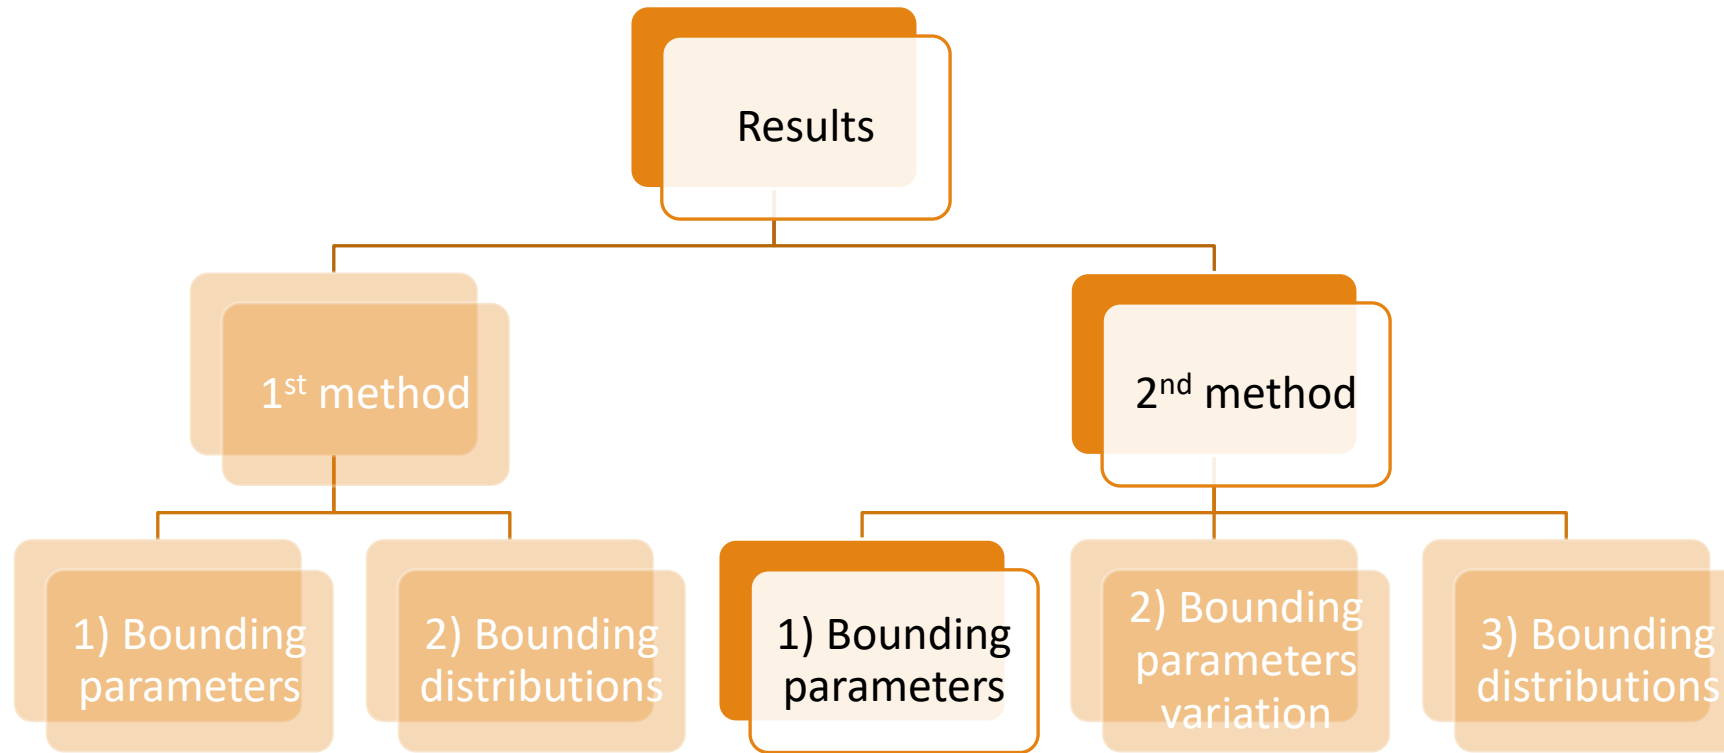 Results
1st method
2nd method
1) Bounding
parameters
2) Bounding
distributions
1) Bounding
parameters
2) Bounding
parameters
variation
3) Bounding
distributions